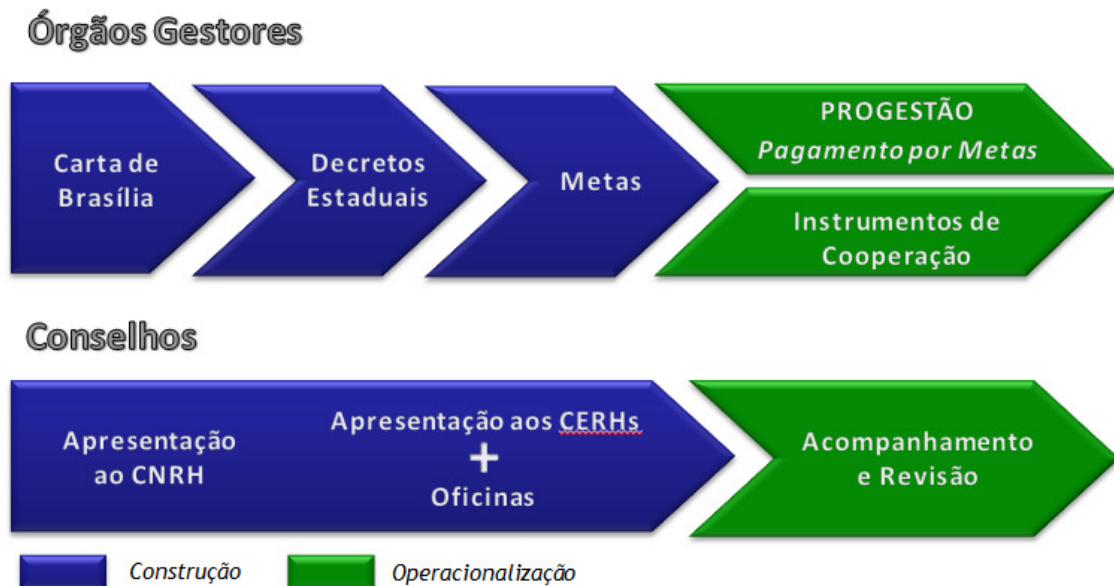 Órgãos Gestores
Carta de
Brasília
Decretos
Estaduais
Metas
PROGESTÃO
Pagamento por Metas
Instrumentos de
Cooperação
Conselhos
Apresentação
ao CNRH
Apresentação aos CERHs
+
Oficinas
Acompanhamento
e Revisão
Construção
Operacionalização